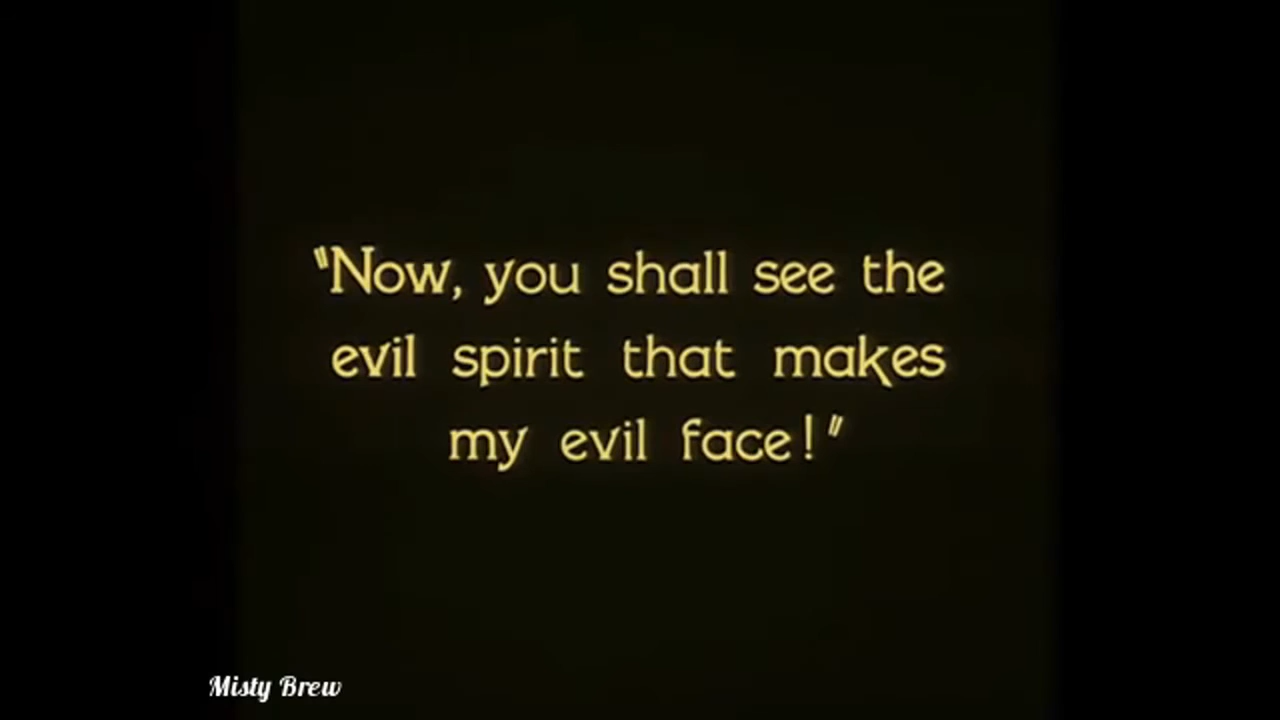 "Now, you shall see the
evil spirit that makes
my evil face!"
Misty Brew